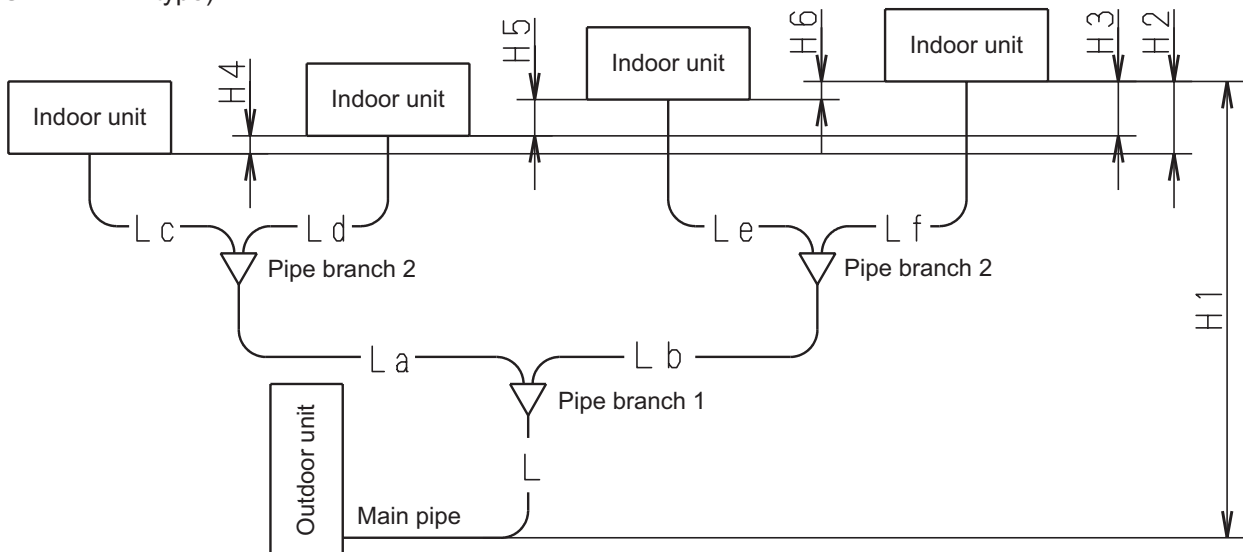 type)
H4
H5
H6
H3
H2
Indoor unit
Indoor unit
Indoor unit
Indoor unit
Lc
Ld
Le
Lf
Pipe branch 2
Pipe branch 2
H1
La
Lb
Pipe branch 1
Outdoor unit
L
Main pipe